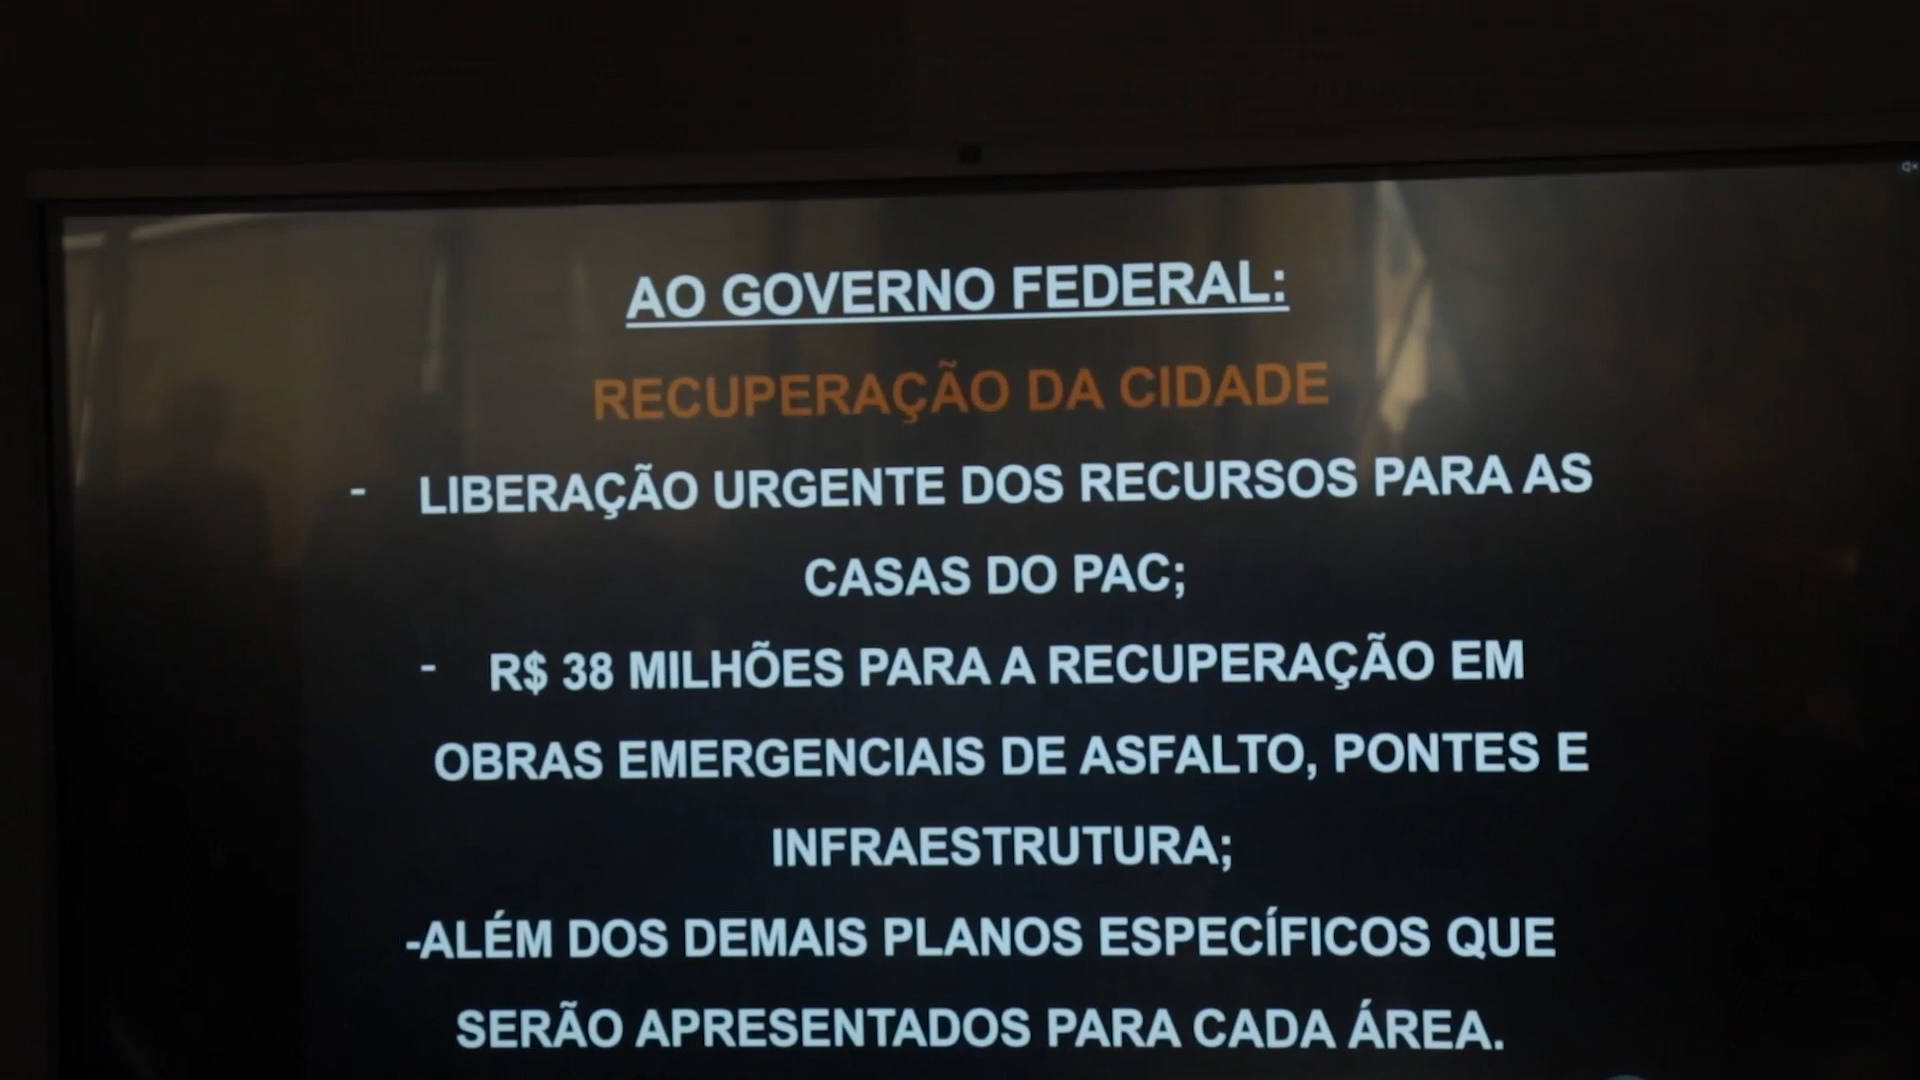 AO GOVERNO FEDERAL:
RECUPERAÇÃO DA CIDADE
- LIBERAÇÃO URGENTE DOS RECURSOS PARA AS
CASAS DO PAC;
- R$ 38 MILHÕES PARA A RECUPERAÇÃO EM
OBRAS EMERGENCIAIS DE ASFALTO, PONTES E
INFRAESTRUTURA;
-ALÉM DOS DEMAIS PLANOS ESPECÍFICOS QUE
SERÃO APRESENTADOS PARA CADA ÁREA.